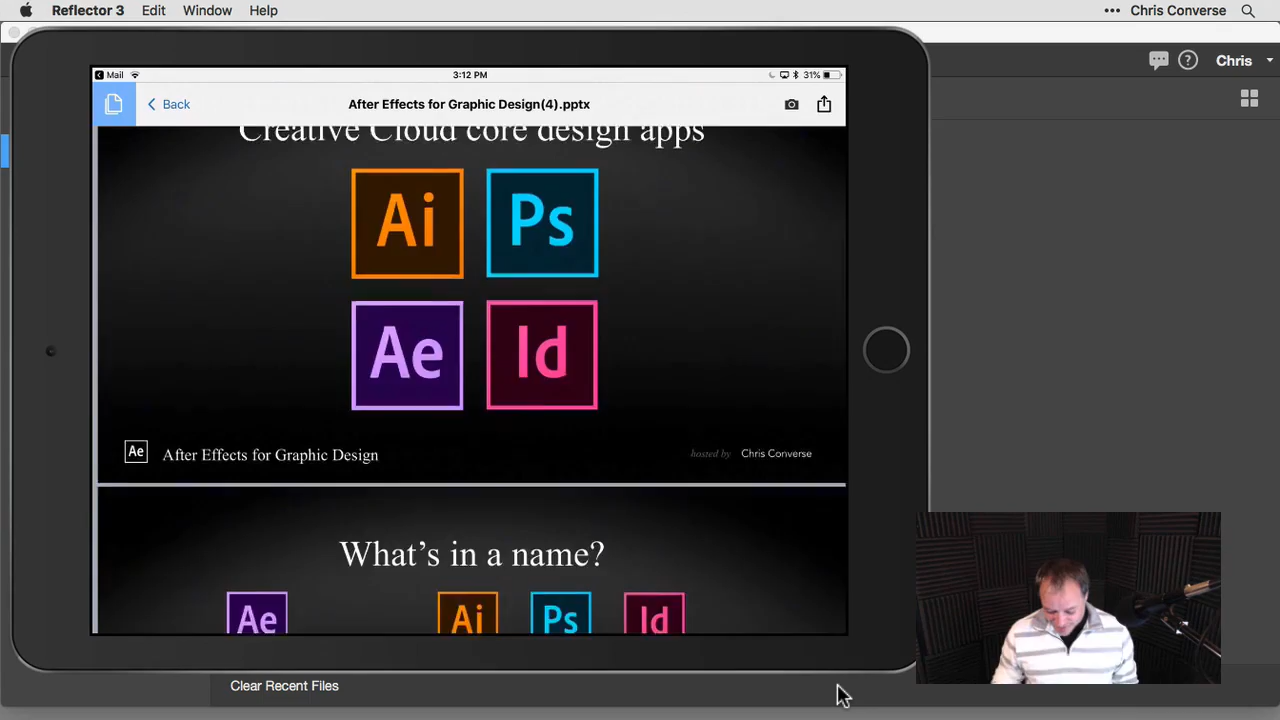 Reflector 3 Edit Window Help ••• Chris Converse
Chris
Mail 3:12 PM 31%
Back After Effects for Graphic Design(4).pptx
Creative Cloud core design apps
Ai Ps
Ae Id
Ae After Effects for Graphic Design hosted by Chris Converse
What's in a name?
Ae Ai Ps Id
Clear Recent Files